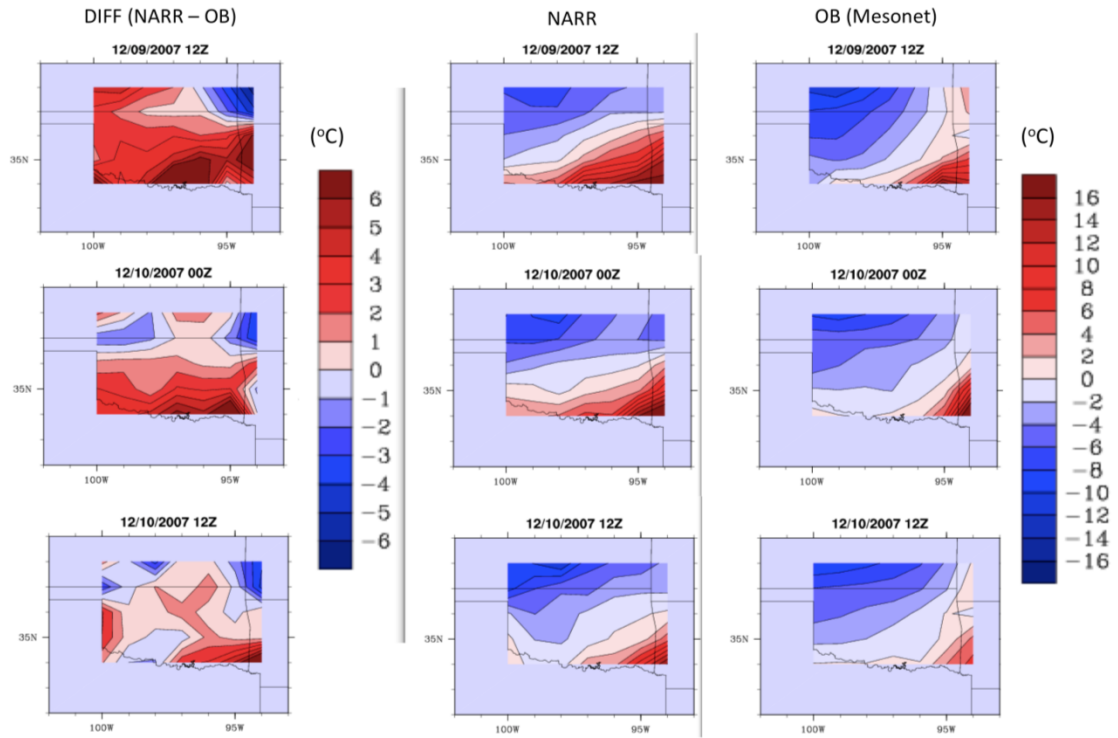 DIFF (NARR – OB)
NARR
OB (Mesonet)
12/09/2007 12Z
12/09/2007 12Z
12/09/2007 12Z
35N
100W
95W
35N
100W
95W
35N
100W
95W
(°C)
6
5
4
3
2
1
0
−1
−2
−3
−4
−5
−6
(°C)
16
14
12
10
8
6
4
2
0
−2
−4
−6
−8
−10
−12
−14
−16
12/10/2007 00Z
12/10/2007 00Z
12/10/2007 00Z
35N
100W
95W
35N
100W
95W
35N
100W
95W
12/10/2007 12Z
12/10/2007 12Z
12/10/2007 12Z
35N
100W
95W
35N
100W
95W
35N
100W
95W